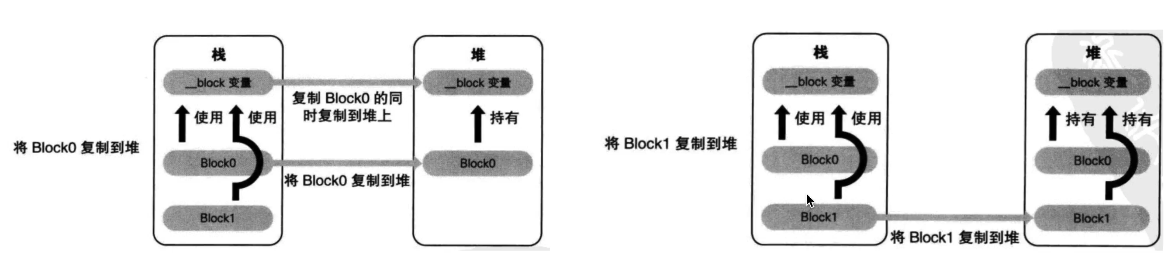 将 Block0 复制到堆
栈
__block 变量
使用
使用
Block0
Block1
复制 Block0 的同
时复制到堆上
将 Block0 复制到堆
堆
__block 变量
持有
Block0
将 Block1 复制到堆
栈
__block 变量
使用
使用
Block0
Block1
将 Block1 复制到堆
堆
__block 变量
持有
持有
Block0
Block1